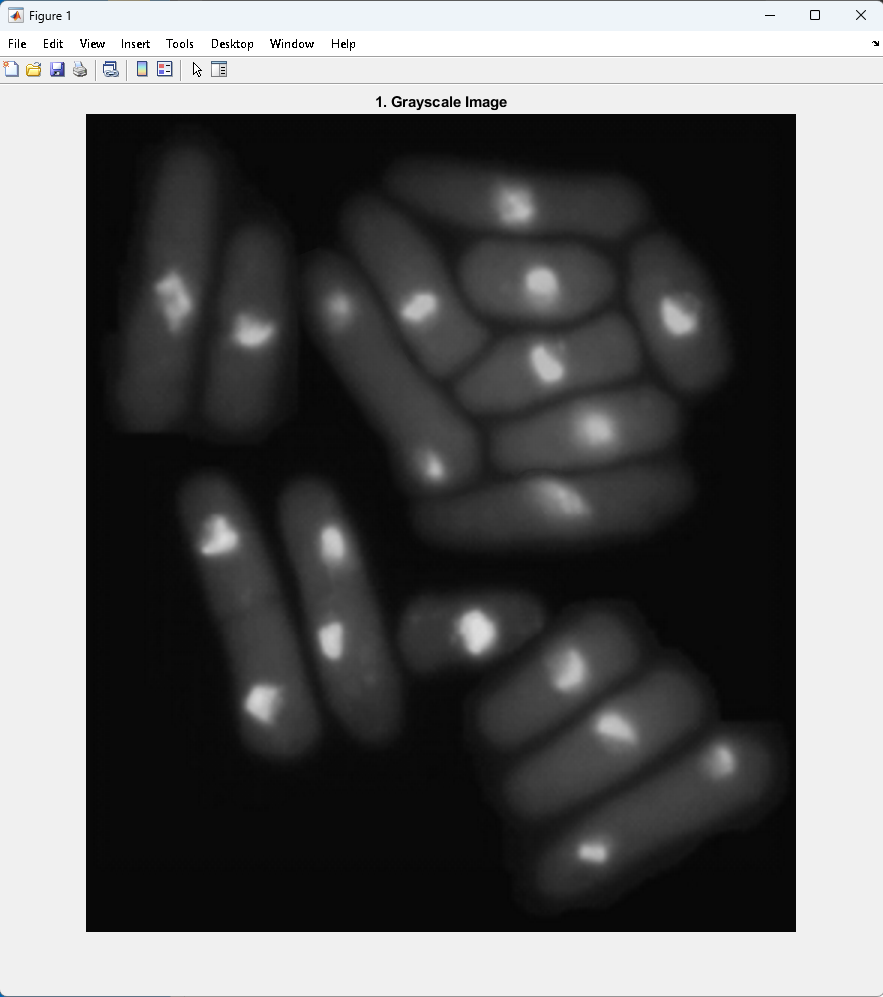 Figure 1
File Edit View Insert Tools Desktop Window Help
1. Grayscale Image